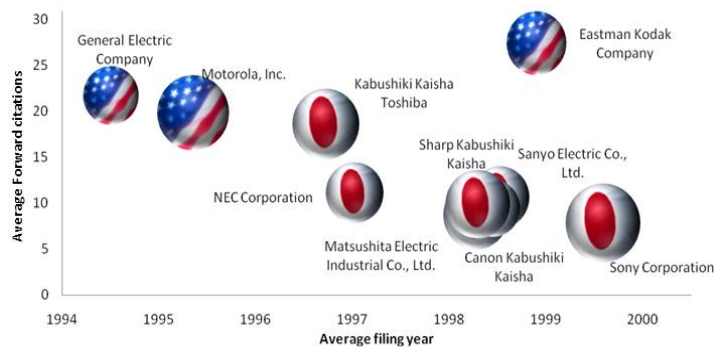 30
25
20
15
10
5
0
Average Forward citations
General Electric
Company
Motorola, Inc.
Kabushiki Kaisha
Toshiba
Eastman Kodak
Company
Sharp Kabushiki
Kaisha
Sanyo Electric Co.,
Ltd.
NEC Corporation
Matsushita Electric
Industrial Co., Ltd.
Canon Kabushiki
Kaisha
Sony Corporation
1994 1995 1996 1997 1998 1999 2000
Average filing year